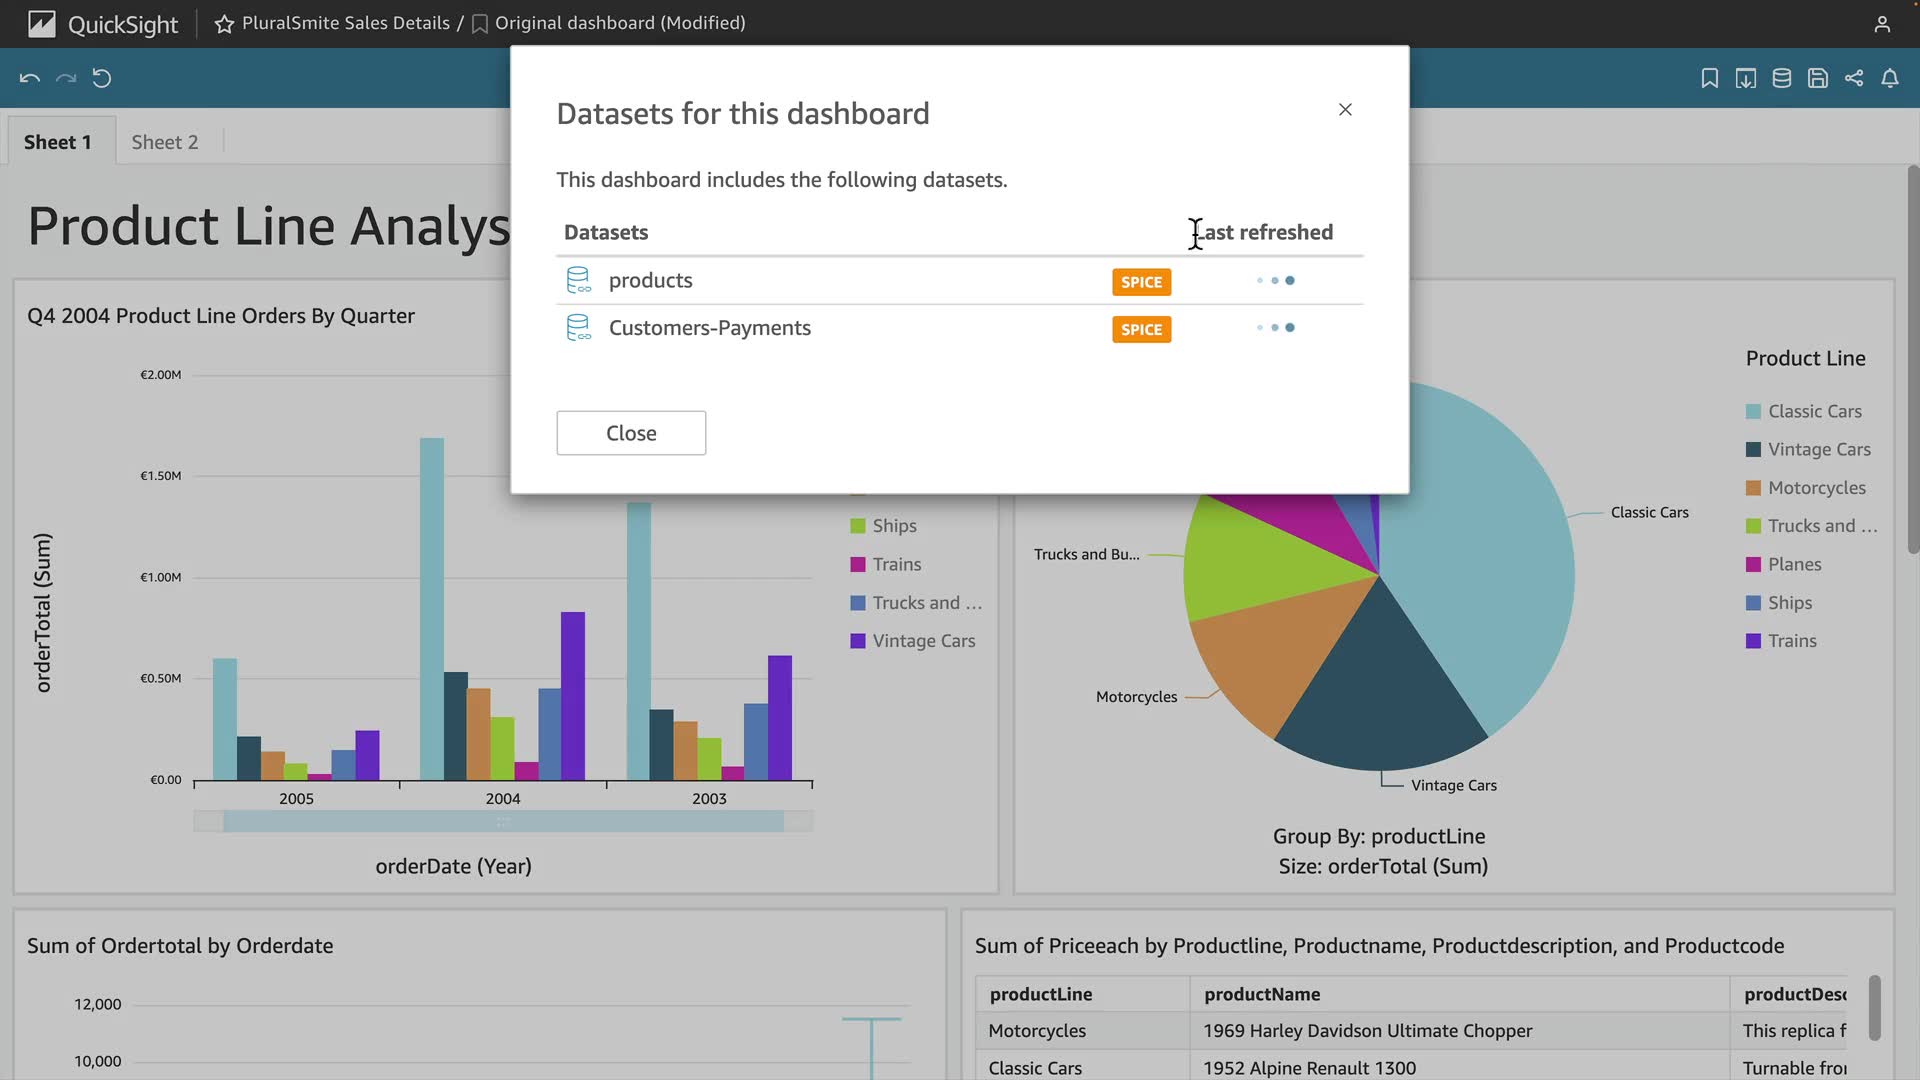 QuickSight
PluralSmite Sales Details / Original dashboard (Modified)
Datasets for this dashboard
This dashboard includes the following datasets.
Datasets Last refreshed
products SPICE
Customers-Payments SPICE
Close
Sheet 1 Sheet 2
Product Line Analys
Q4 2004 Product Line Orders By Quarter
€2.00M
€1.50M
€1.00M
€0.50M
€0.00
orderTotal (Sum)
2005 2004 2003
orderDate (Year)
Ships
Trains
Trucks and ...
Vintage Cars
Classic Cars
Trucks and Bu...
Motorcycles
Vintage Cars
Group By: productLine
Size: orderTotal (Sum)
Product Line
Classic Cars
Vintage Cars
Motorcycles
Trucks and ...
Planes
Ships
Trains
Sum of Ordertotal by Orderdate
12,000
10,000
Sum of Priceeach by Productline, Productname, Productdescription, and Productcode
productLine productName productDesc
Motorcycles 1969 Harley Davidson Ultimate Chopper This replica f
Classic Cars 1952 Alpine Renault 1300 Turnable fro